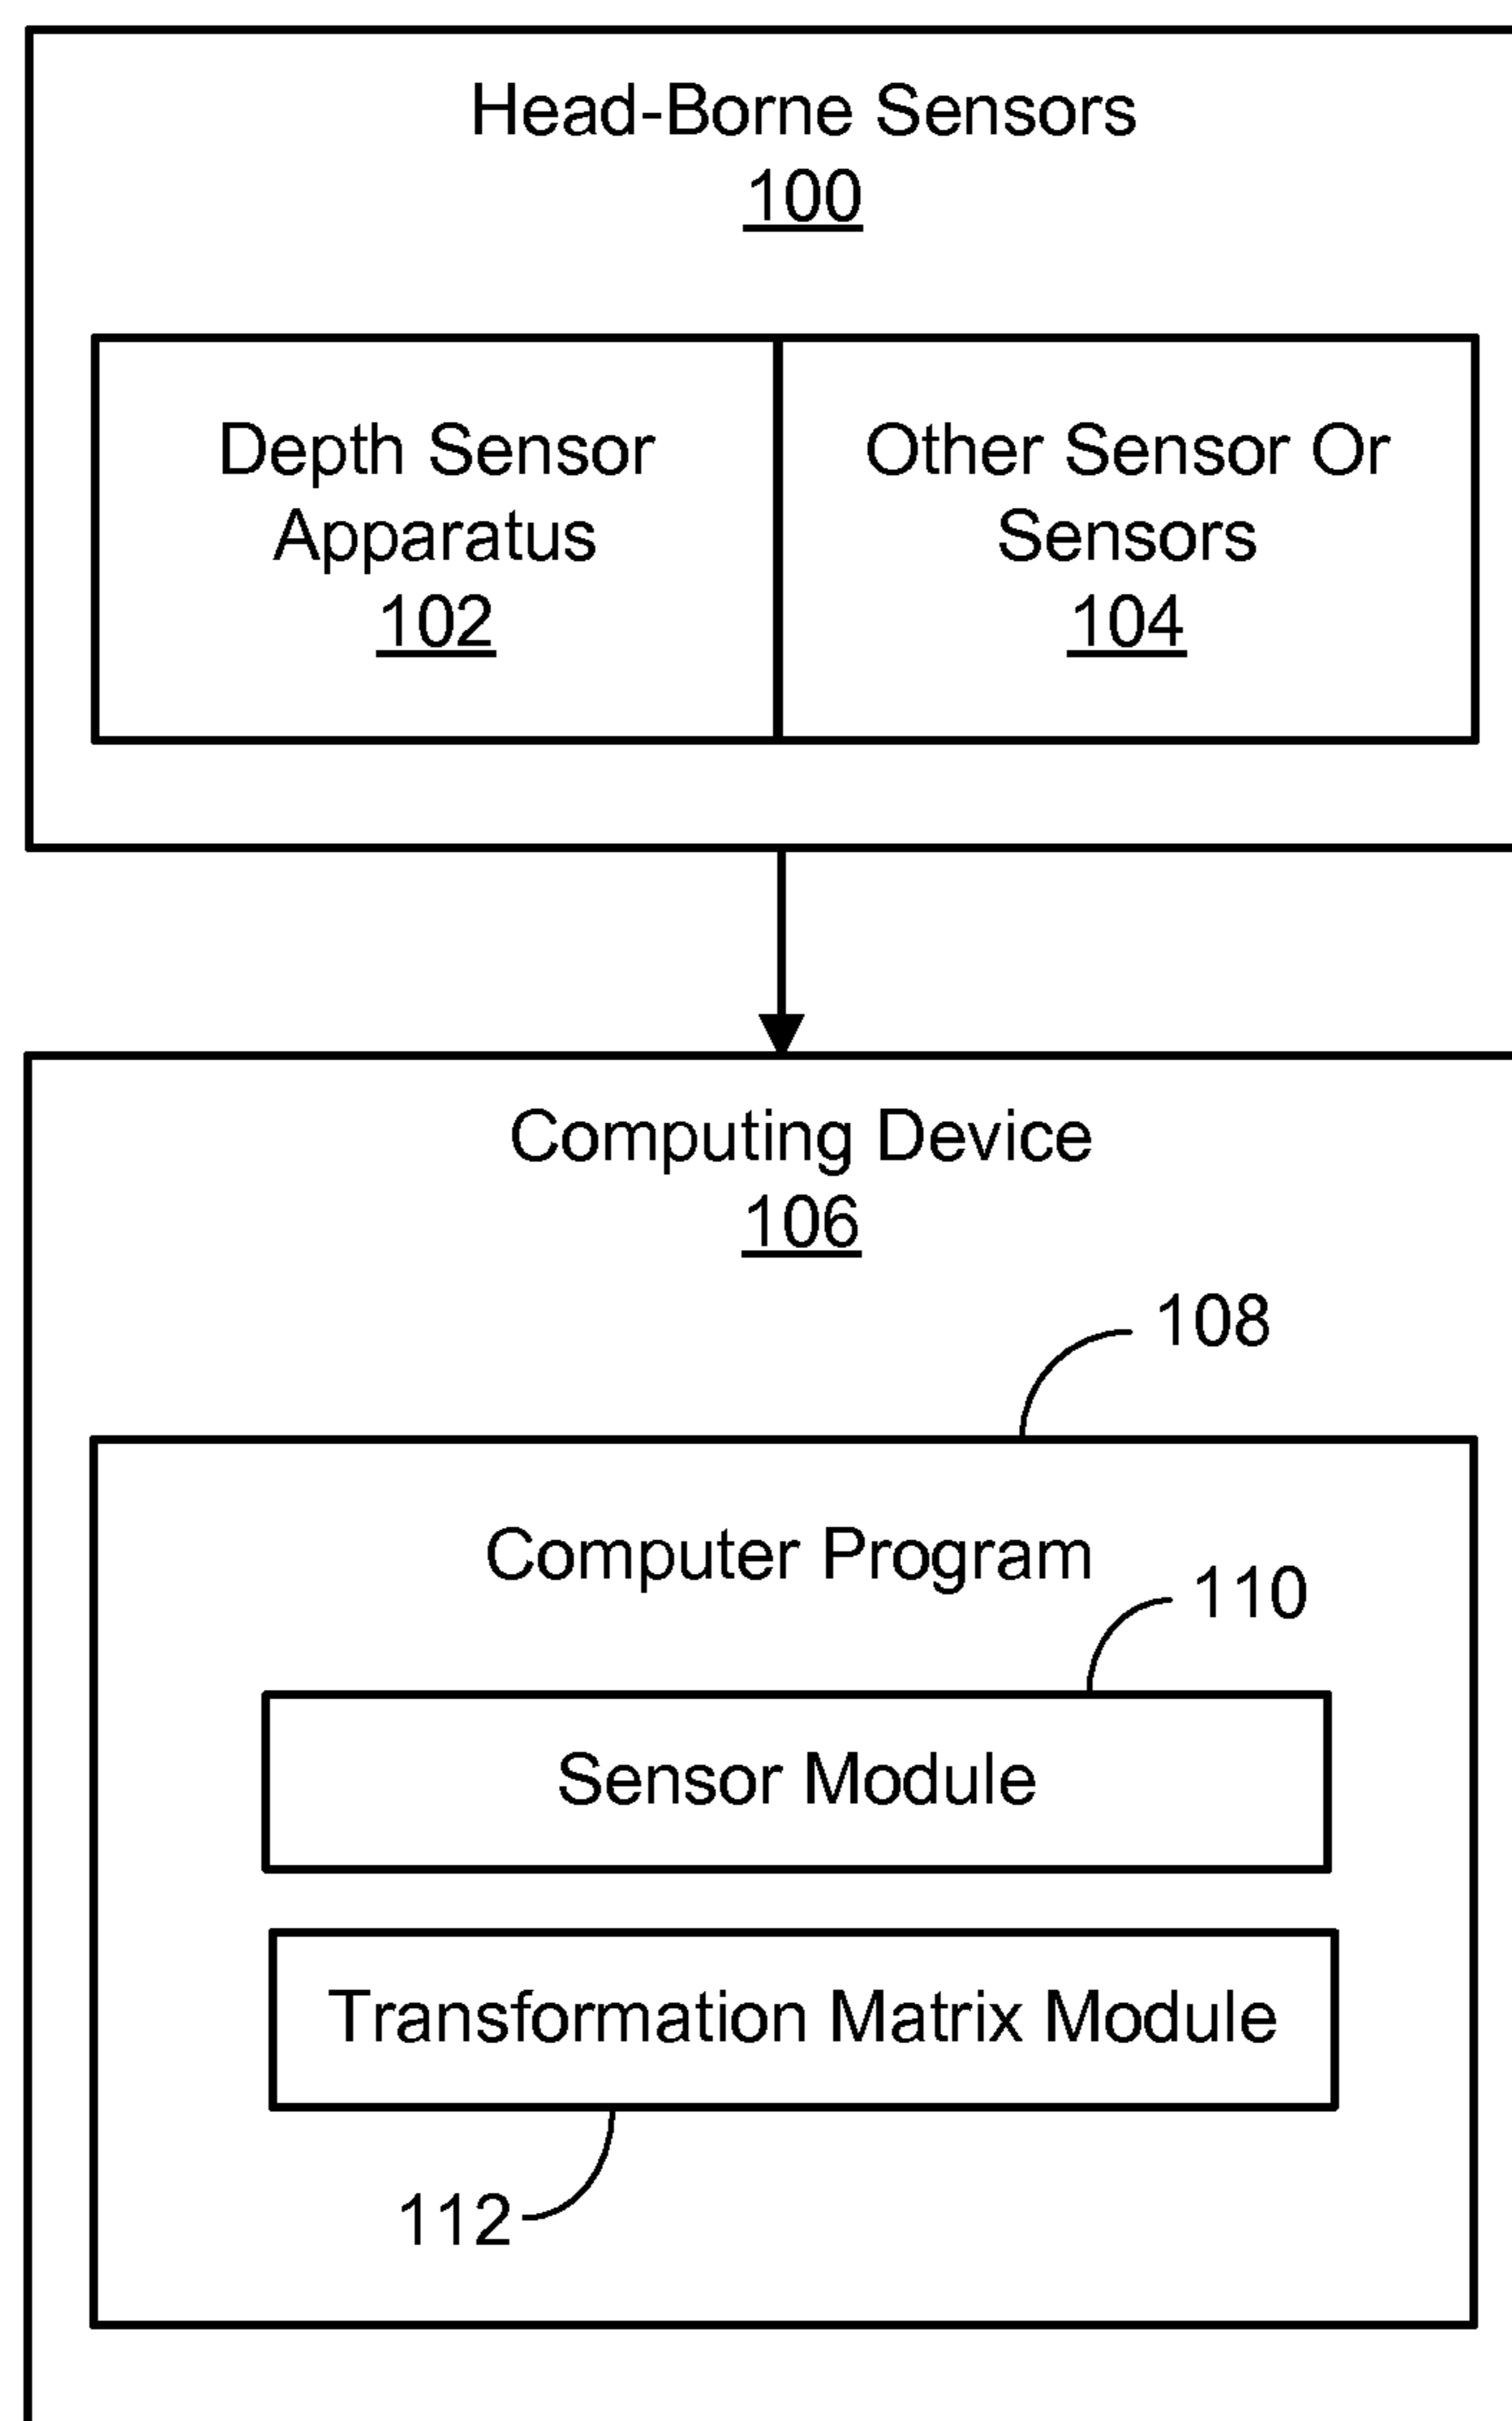 Head-Borne Sensors
100
Depth Sensor
Apparatus
102
Other Sensor Or
Sensors
104
Computing Device
106
108
Computer Program
110
Sensor Module
Transformation Matrix Module
112